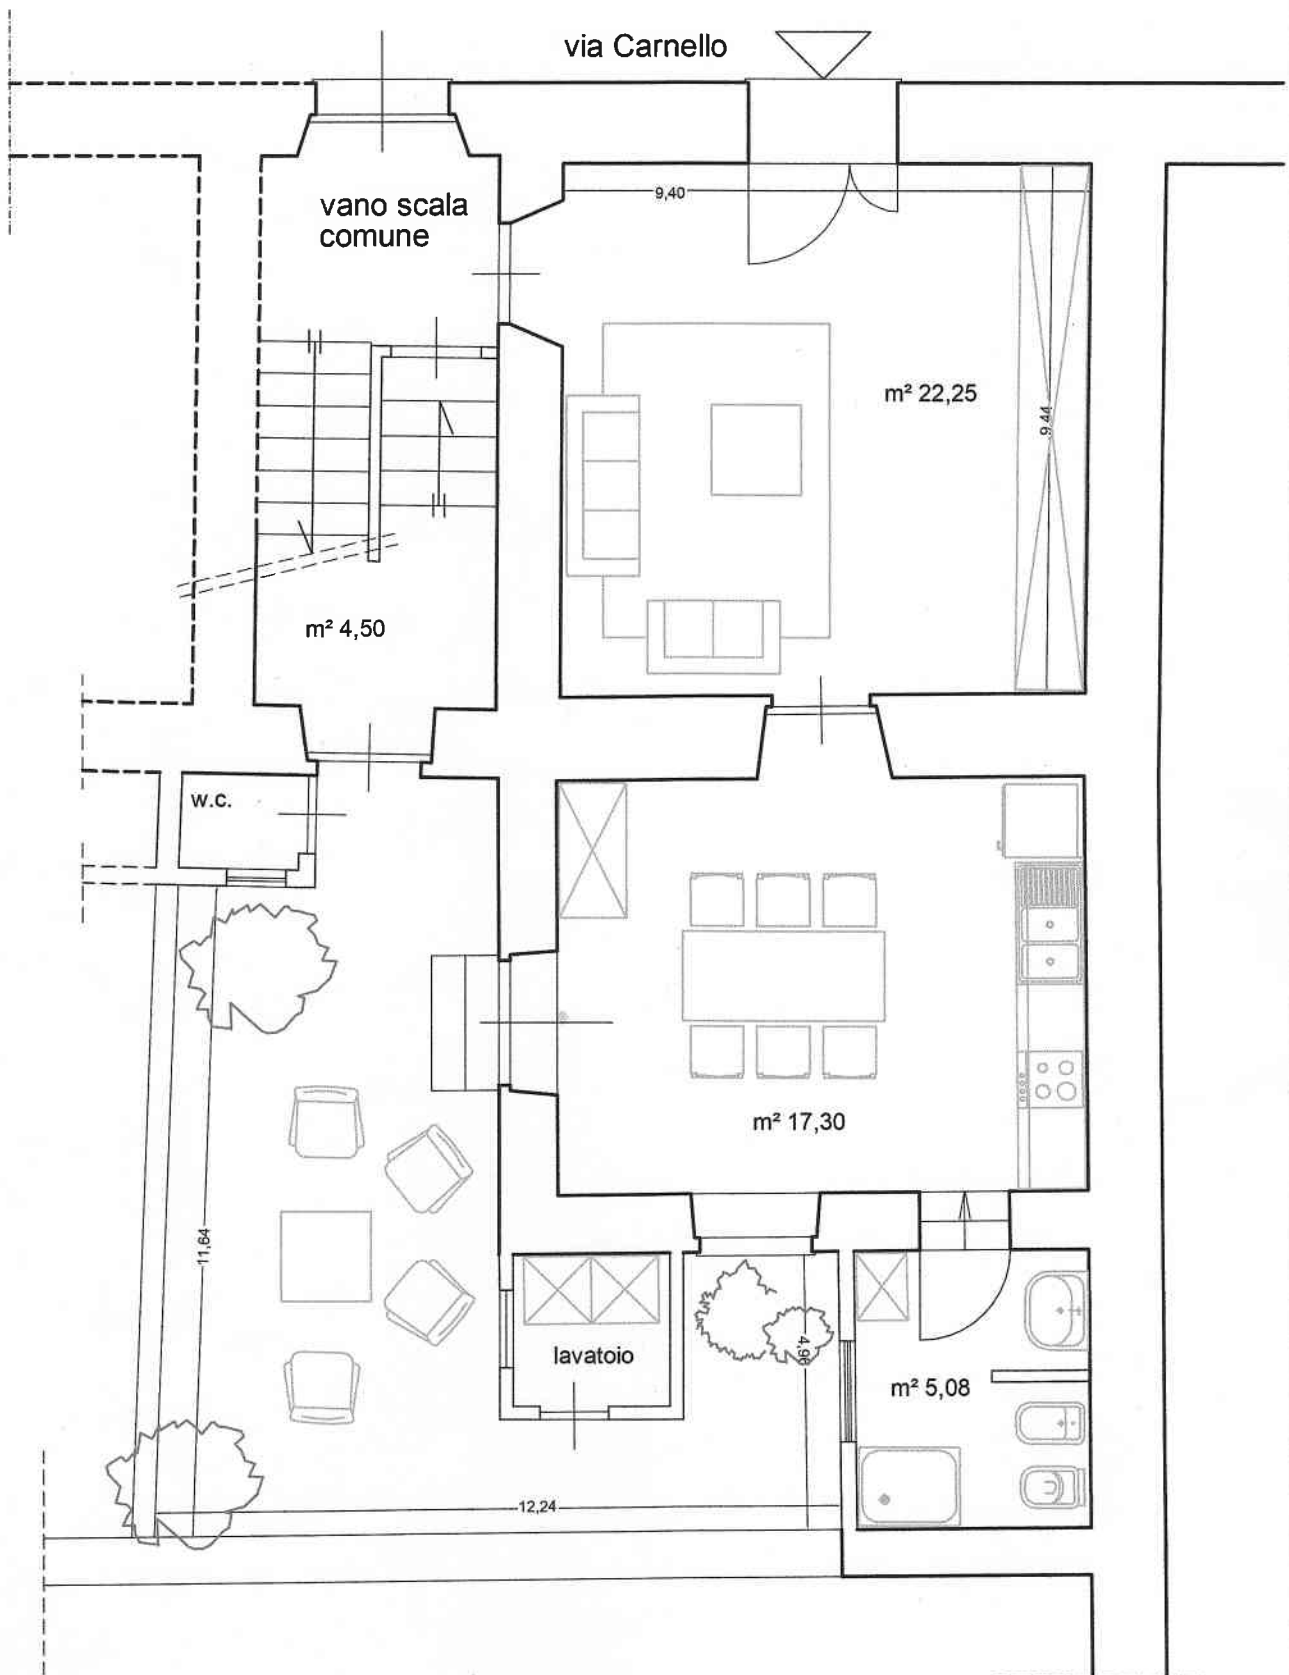 via Carnello
vano scala
comune
9,40
m² 22,25
9,44
m² 4,50
w.c.
m² 17,30
11,64
lavatoio
4,96
m² 5,08
12,24